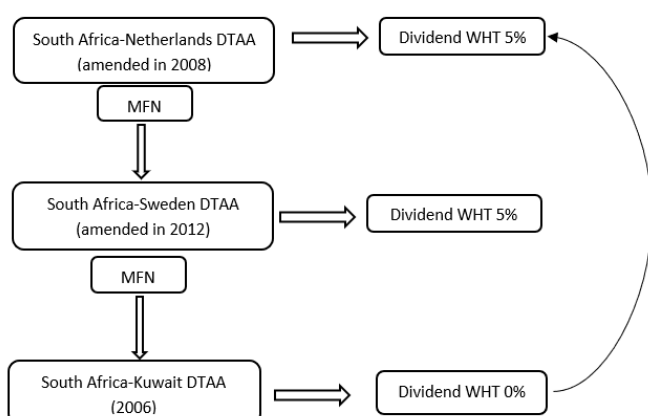 South Africa-Netherlands DTAA
(amended in 2008)
Dividend WHT 5%
MFN
South Africa-Sweden DTAA
(amended in 2012)
Dividend WHT 5%
MFN
South Africa-Kuwait DTAA
(2006)
Dividend WHT 0%